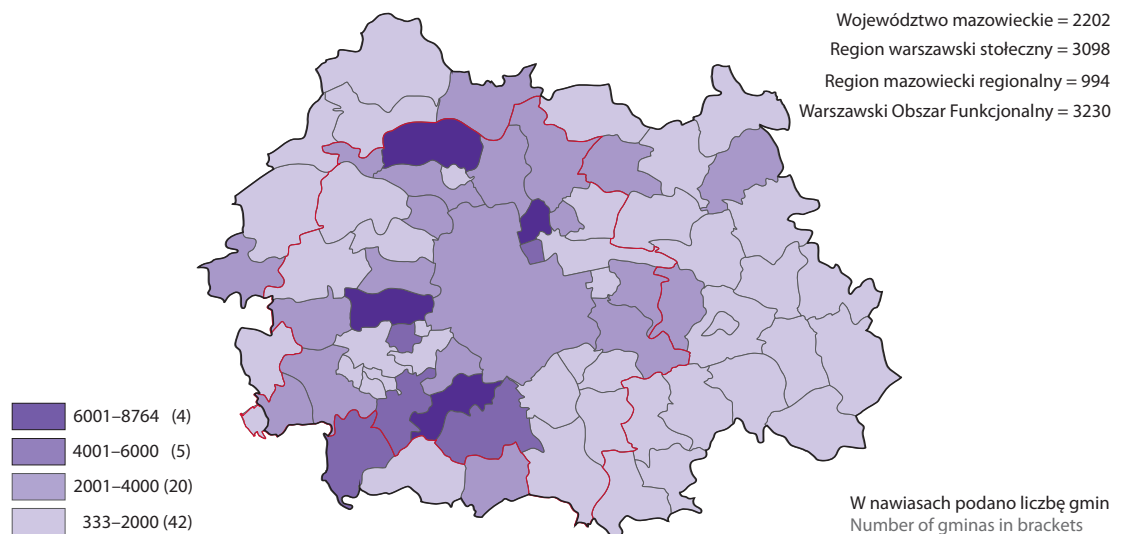 Województwo mazowieckie = 2202
Region warszawski stołeczny = 3098
Region mazowiecki regionalny = 994
Warszawski Obszar Funkcjonalny = 3230
6001–8764 (4)
4001–6000 (5)
2001–4000 (20)
333–2000 (42)
W nawiasach podano liczbę gmin
Number of gminas in brackets